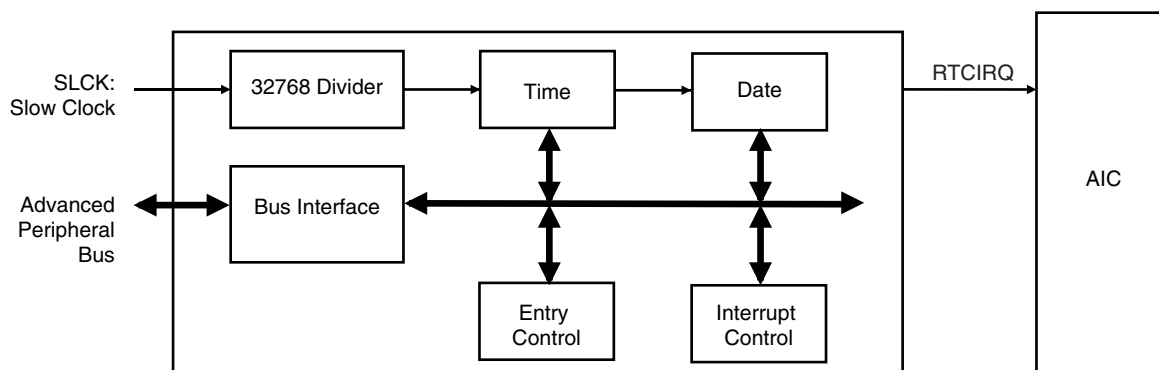 SLCK:
Slow Clock
32768 Divider
Time
Date
RTCIRQ
AIC
Advanced
Peripheral
Bus
Bus Interface
Entry
Control
Interrupt
Control